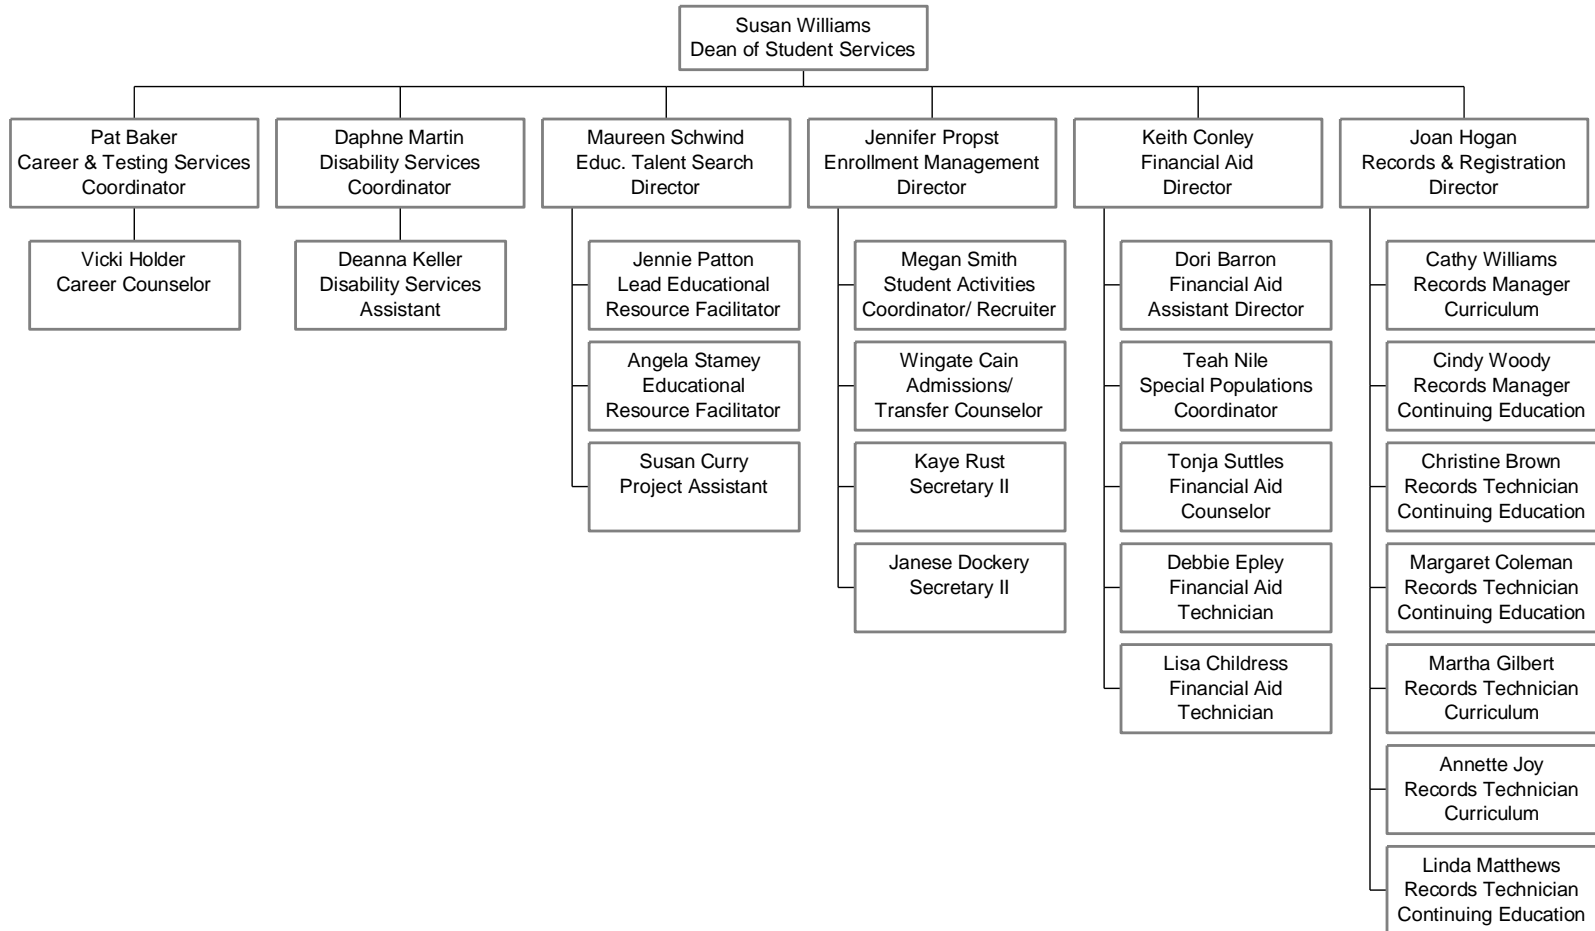 Susan Williams
Dean of Student Services
Pat Baker
Career & Testing Services
Coordinator
Daphne Martin
Disability Services
Coordinator
Maureen Schwind
Educ. Talent Search
Director
Jennifer Propst
Enrollment Management
Director
Keith Conley
Financial Aid
Director
Joan Hogan
Records & Registration
Director
Vicki Holder
Career Counselor
Deanna Keller
Disability Services
Assistant
Jennie Patton
Lead Educational
Resource Facilitator
Angela Stamey
Educational
Resource Facilitator
Susan Curry
Project Assistant
Megan Smith
Student Activities
Coordinator/ Recruiter
Wingate Cain
Admissions/
Transfer Counselor
Kaye Rust
Secretary II
Janese Dockery
Secretary II
Dori Barron
Financial Aid
Assistant Director
Teah Nile
Special Populations
Coordinator
Tonja Suttles
Financial Aid
Counselor
Debbie Epley
Financial Aid
Technician
Lisa Childress
Financial Aid
Technician
Cathy Williams
Records Manager
Curriculum
Cindy Woody
Records Manager
Continuing Education
Christine Brown
Records Technician
Continuing Education
Margaret Coleman
Records Technician
Continuing Education
Martha Gilbert
Records Technician
Curriculum
Annette Joy
Records Technician
Curriculum
Linda Matthews
Records Technician
Continuing Education